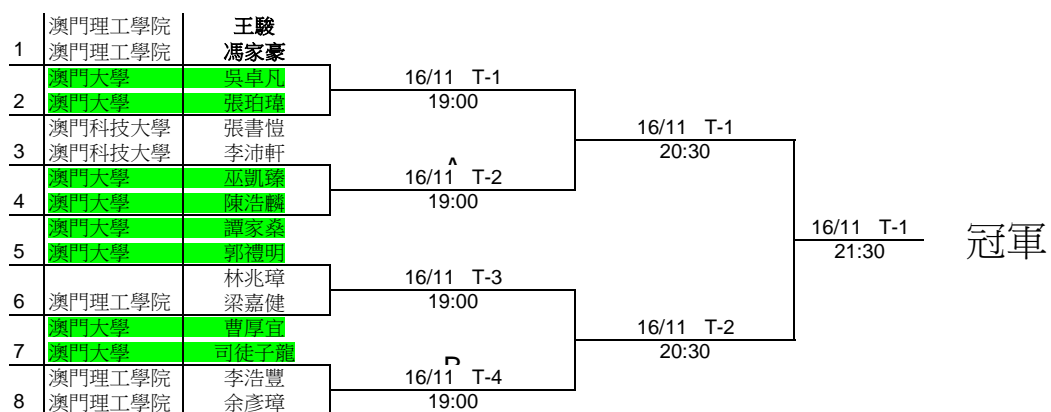 澳門理工學院 王駿
1 澳門理工學院 馮家豪
澳門大學 吳卓凡 16/11 T-1
2 澳門大學 張珀瑋 19:00
澳門科技大學 張書愷 16/11 T-1
3 澳門科技大學 李沛軒 20:30
澳門大學 巫凱臻 16/11 T-2
4 澳門大學 陳浩麟 19:00
澳門大學 譚家燊 16/11 T-1
5 澳門大學 郭禮明 21:30 冠軍
林兆璋 16/11 T-3
6 澳門理工學院 梁嘉健 19:00
澳門大學 曹厚宜 16/11 T-2
7 澳門大學 司徒子龍 20:30
澳門理工學院 李浩豐 16/11 T-4
8 澳門理工學院 余彥璋 19:00